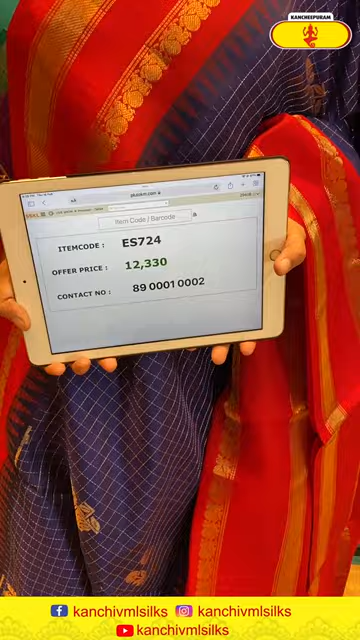 KANCHEEPURAM
Item Code / Barcode
ITEMCODE : ES724
OFFER PRICE : 12,330
CONTACT NO : 89 0001 0002
kanchivmlsilks kanchivmlsilks
kanchivmlsilks